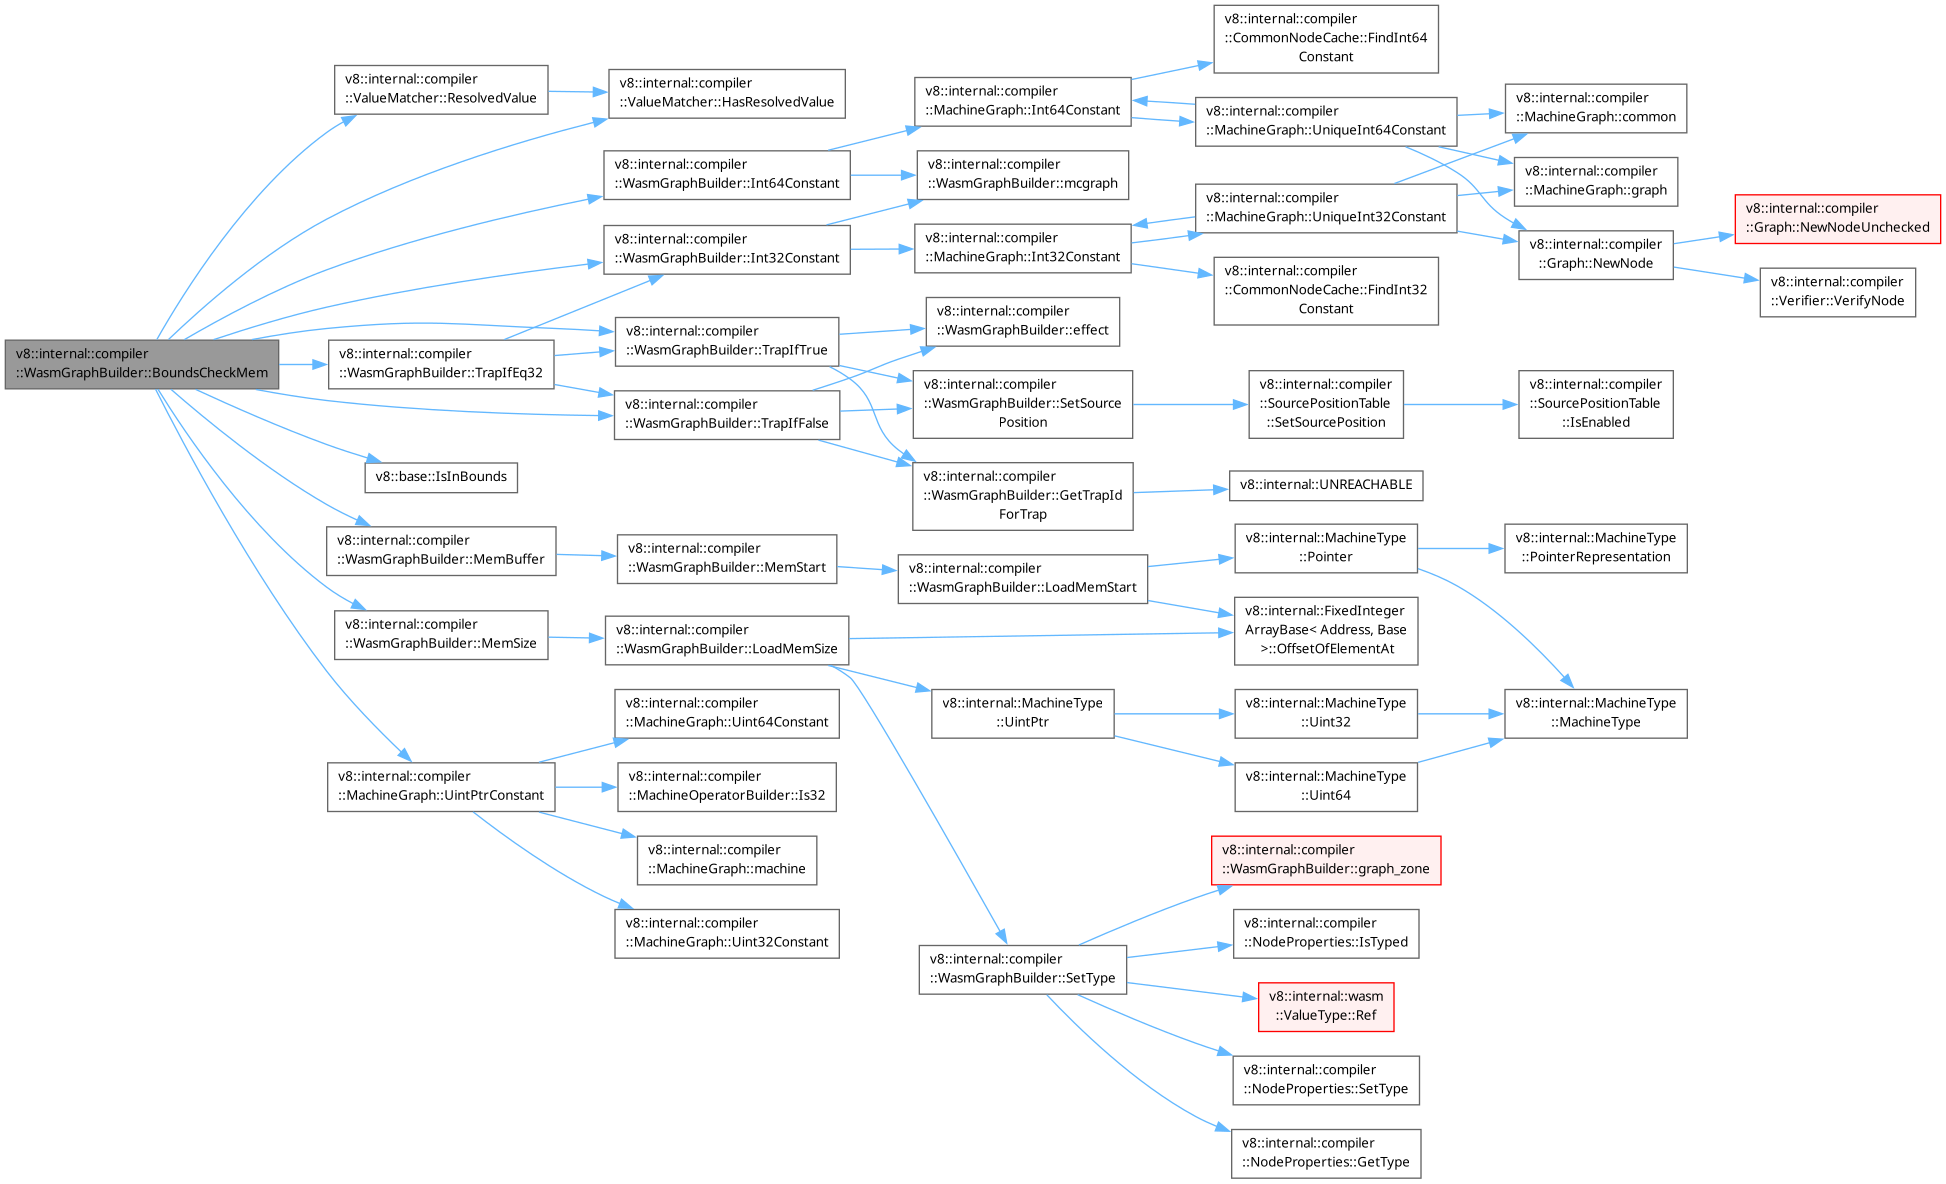 v8::internal::compiler
::WasmGraphBuilder::BoundsCheckMem
v8::internal::compiler
::ValueMatcher::ResolvedValue
v8::internal::compiler
::WasmGraphBuilder::TrapIfEq32
v8::base::IsInBounds
v8::internal::compiler
::WasmGraphBuilder::MemBuffer
v8::internal::compiler
::WasmGraphBuilder::MemSize
v8::internal::compiler
::MachineGraph::UintPtrConstant
v8::internal::compiler
::ValueMatcher::HasResolvedValue
v8::internal::compiler
::WasmGraphBuilder::Int64Constant
v8::internal::compiler
::WasmGraphBuilder::Int32Constant
v8::internal::compiler
::WasmGraphBuilder::TrapIfTrue
v8::internal::compiler
::WasmGraphBuilder::TrapIfFalse
v8::internal::compiler
::WasmGraphBuilder::MemStart
v8::internal::compiler
::WasmGraphBuilder::LoadMemSize
v8::internal::compiler
::MachineGraph::Uint64Constant
v8::internal::compiler
::MachineOperatorBuilder::Is32
v8::internal::compiler
::MachineGraph::machine
v8::internal::compiler
::MachineGraph::Uint32Constant
v8::internal::compiler
::MachineGraph::Int64Constant
v8::internal::compiler
::WasmGraphBuilder::mcgraph
v8::internal::compiler
::MachineGraph::Int32Constant
v8::internal::compiler
::WasmGraphBuilder::effect
v8::internal::compiler
::WasmGraphBuilder::SetSource
Position
v8::internal::compiler
::WasmGraphBuilder::GetTrapId
ForTrap
v8::internal::compiler
::WasmGraphBuilder::LoadMemStart
v8::internal::MachineType
::UintPtr
v8::internal::compiler
::WasmGraphBuilder::SetType
v8::internal::compiler
::CommonNodeCache::FindInt64
Constant
v8::internal::compiler
::MachineGraph::UniqueInt64Constant
v8::internal::compiler
::MachineGraph::UniqueInt32Constant
v8::internal::compiler
::CommonNodeCache::FindInt32
Constant
v8::internal::compiler
::SourcePositionTable
::SetSourcePosition
v8::internal::UNREACHABLE
v8::internal::MachineType
::Pointer
v8::internal::FixedInteger
ArrayBase< Address, Base
>::OffsetOfElementAt
v8::internal::MachineType
::Uint32
v8::internal::MachineType
::Uint64
v8::internal::compiler
::WasmGraphBuilder::graph_zone
v8::internal::compiler
::NodeProperties::IsTyped
v8::internal::wasm
::ValueType::Ref
v8::internal::compiler
::NodeProperties::SetType
v8::internal::compiler
::NodeProperties::GetType
v8::internal::compiler
::MachineGraph::common
v8::internal::compiler
::MachineGraph::graph
v8::internal::compiler
::Graph::NewNode
v8::internal::compiler
::SourcePositionTable
::IsEnabled
v8::internal::MachineType
::PointerRepresentation
v8::internal::MachineType
::MachineType
v8::internal::compiler
::Graph::NewNodeUnchecked
v8::internal::compiler
::Verifier::VerifyNode